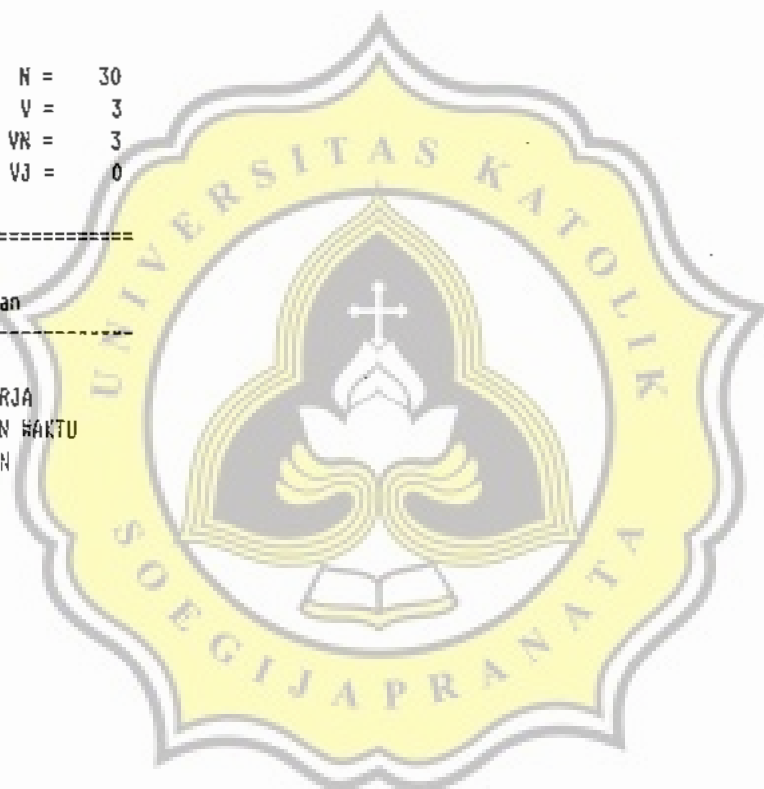 N = 30
V = 3
VN = 3
VJ = 0
============
an
------------
RJA
N WAKTU
N
UNIVERSITAS KATOLIK
SOEGIJAPRANATA